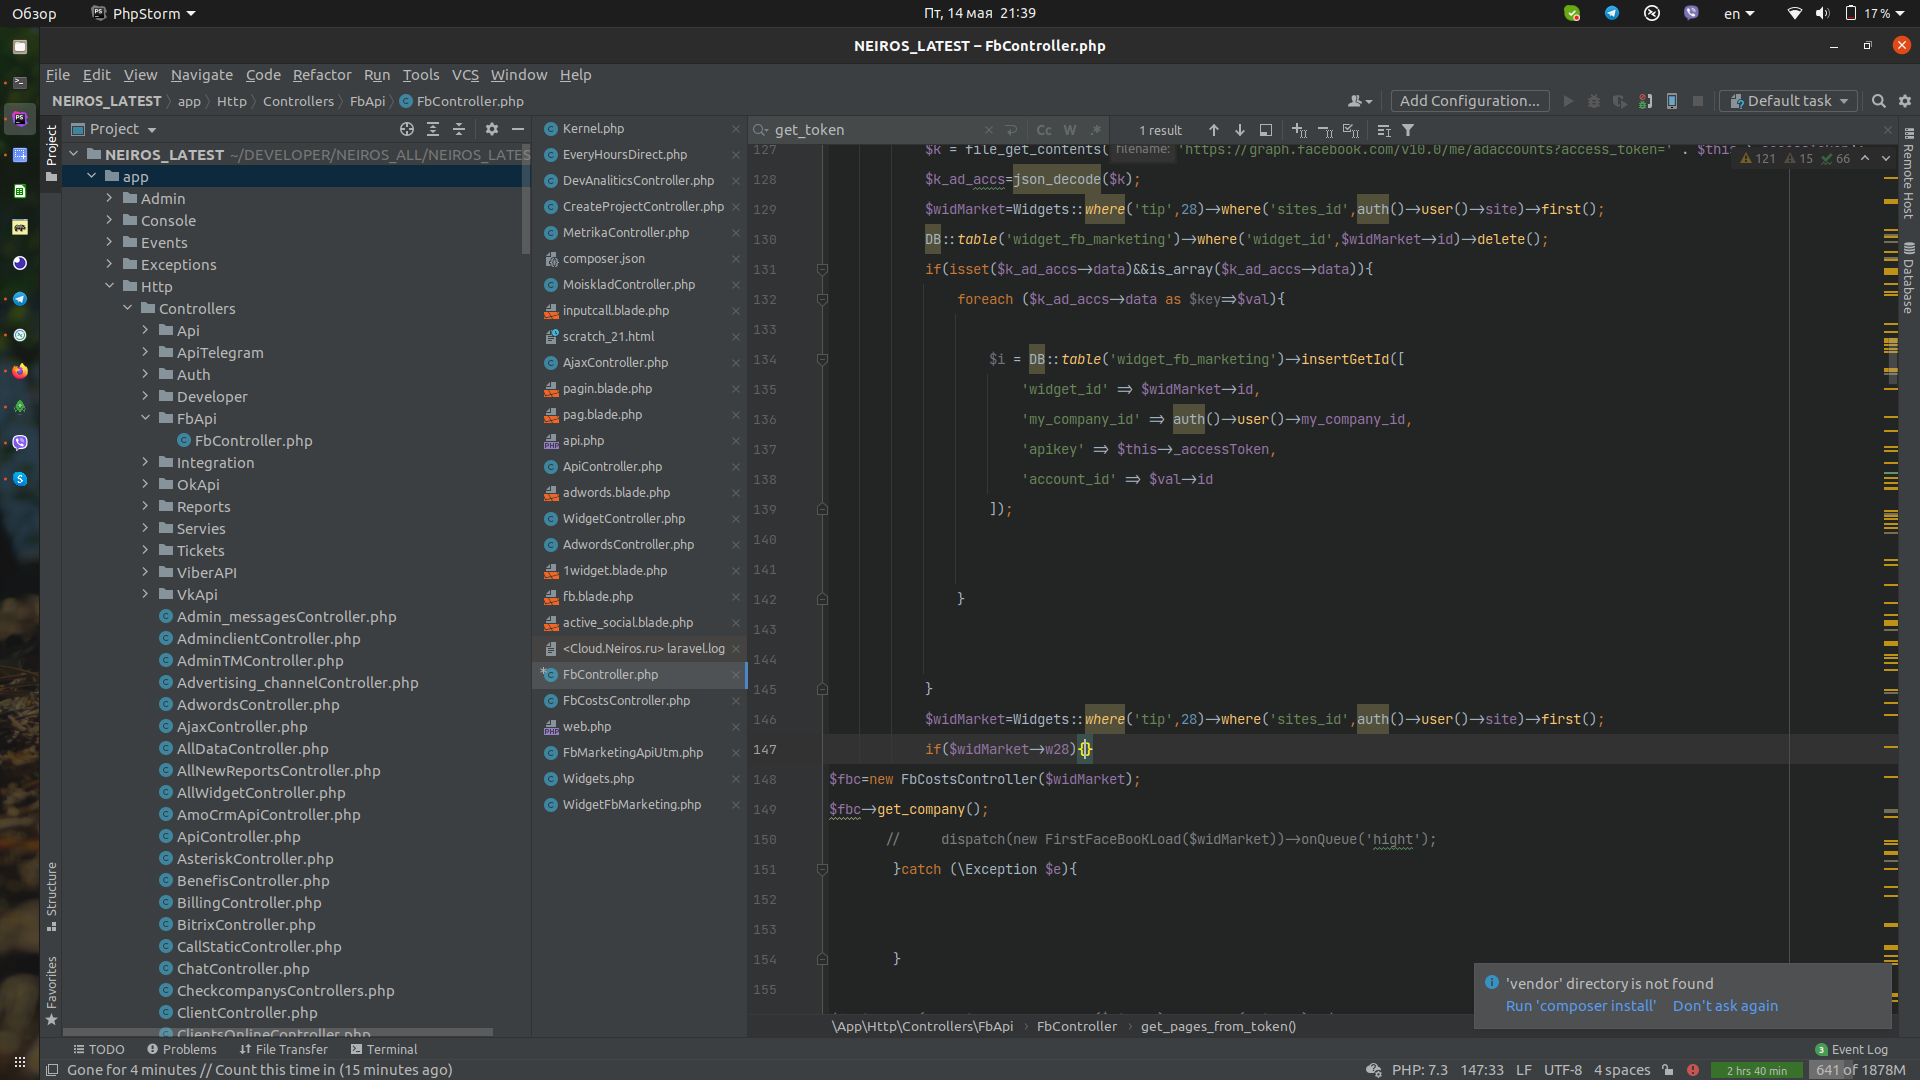 Обзор
PhpStorm
Пт, 14 мая 21:39
en
17 %
NEIROS_LATEST – FbController.php
File Edit View Navigate Code Refactor Run Tools VCS Window Help
NEIROS_LATEST app Http Controllers FbApi FbController.php
Add Configuration...
Default task
Project
Structure
Favorites
Project
NEIROS_LATEST ~/DEVELOPER/NEIROS_ALL/NEIROS_LATES
app
Admin
Console
Events
Exceptions
Http
Controllers
Api
ApiTelegram
Auth
Developer
FbApi
FbController.php
Integration
OkApi
Reports
Servies
Tickets
ViberAPI
VkApi
Admin_messagesController.php
AdminclientController.php
AdminTMController.php
Advertising_channelController.php
AdwordsController.php
AjaxController.php
AllDataController.php
AllNewReportsController.php
AllWidgetController.php
AmoCrmApiController.php
ApiController.php
AsteriskController.php
BenefisController.php
BillingController.php
BitrixController.php
CallStaticController.php
ChatController.php
CheckcompanysControllers.php
ClientController.php
ClientsOnlineController.php
Kernel.php
EveryHoursDirect.php
DevAnaliticsController.php
CreateProjectController.php
MetrikaController.php
composer.json
MoiskladController.php
inputcall.blade.php
scratch_21.html
AjaxController.php
pagin.blade.php
pag.blade.php
api.php
ApiController.php
adwords.blade.php
WidgetController.php
AdwordsController.php
1widget.blade.php
fb.blade.php
active_social.blade.php
<Cloud.Neiros.ru> laravel.log
FbController.php
FbCostsController.php
web.php
FbMarketingApiUtm.php
Widgets.php
WidgetFbMarketing.php
get_token
Cc W .*
1 result
121 15 66
127 $k = file_get_contents( filename: 'https://graph.facebook.com/v10.0/me/adaccounts?access_token=' . $this
128 $k_ad_accs=json_decode($k);
129 $widMarket=Widgets::where('tip',28)->where('sites_id',auth()->user()->site)->first();
130 DB::table('widget_fb_marketing')->where('widget_id',$widMarket->id)->delete();
131 if(isset($k_ad_accs->data)&&is_array($k_ad_accs->data)){
132 foreach ($k_ad_accs->data as $key=>$val){
133
134 $i = DB::table('widget_fb_marketing')->insertGetId([
135 'widget_id' => $widMarket->id,
136 'my_company_id' => auth()->user()->my_company_id,
137 'apikey' => $this->_accessToken,
138 'account_id' => $val->id
139 ]);
140
141
142 }
143
144
145 }
146 $widMarket=Widgets::where('tip',28)->where('sites_id',auth()->user()->site)->first();
147 if($widMarket->w28){}
148 $fbc=new FbCostsController($widMarket);
149 $fbc->get_company();
150 // dispatch(new FirstFaceBooKLoad($widMarket))->onQueue('hight');
151 }catch (\Exception $e){
152
153
154 }
155
\App\Http\Controllers\FbApi FbController get_pages_from_token()
Remote Host
Database
'vendor' directory is not found
Run 'composer install' Don't ask again
TODO Problems File Transfer Terminal
3 Event Log
Gone for 4 minutes // Count this time in (15 minutes ago)
PHP: 7.3 147:33 LF UTF-8 4 spaces
2 hrs 40 min
641 of 1878M